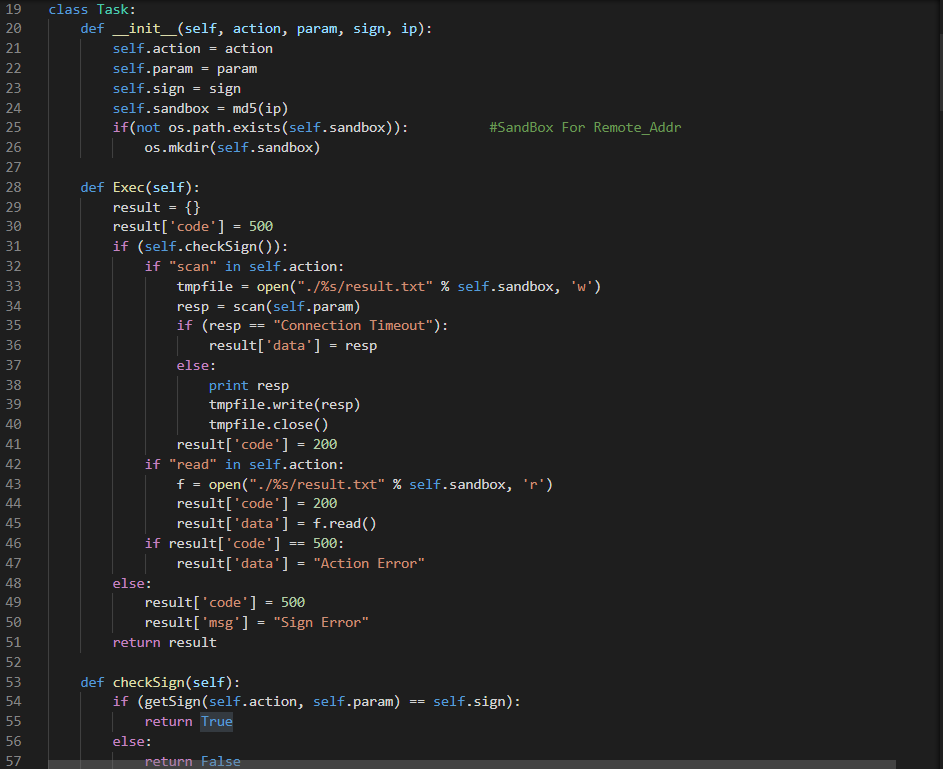 19 class Task:
20     def __init__(self, action, param, sign, ip):
21         self.action = action
22         self.param = param
23         self.sign = sign
24         self.sandbox = md5(ip)
25         if(not os.path.exists(self.sandbox)):          #SandBox For Remote_Addr
26             os.mkdir(self.sandbox)
27
28     def Exec(self):
29         result = {}
30         result['code'] = 500
31         if (self.checkSign()):
32             if "scan" in self.action:
33                 tmpfile = open("./%s/result.txt" % self.sandbox, 'w')
34                 resp = scan(self.param)
35                 if (resp == "Connection Timeout"):
36                     result['data'] = resp
37                 else:
38                     print resp
39                     tmpfile.write(resp)
40                     tmpfile.close()
41                 result['code'] = 200
42             if "read" in self.action:
43                 f = open("./%s/result.txt" % self.sandbox, 'r')
44                 result['code'] = 200
45                 result['data'] = f.read()
46             if result['code'] == 500:
47                 result['data'] = "Action Error"
48         else:
49             result['code'] = 500
50             result['msg'] = "Sign Error"
51         return result
52
53     def checkSign(self):
54         if (getSign(self.action, self.param) == self.sign):
55             return True
56         else:
57             return False